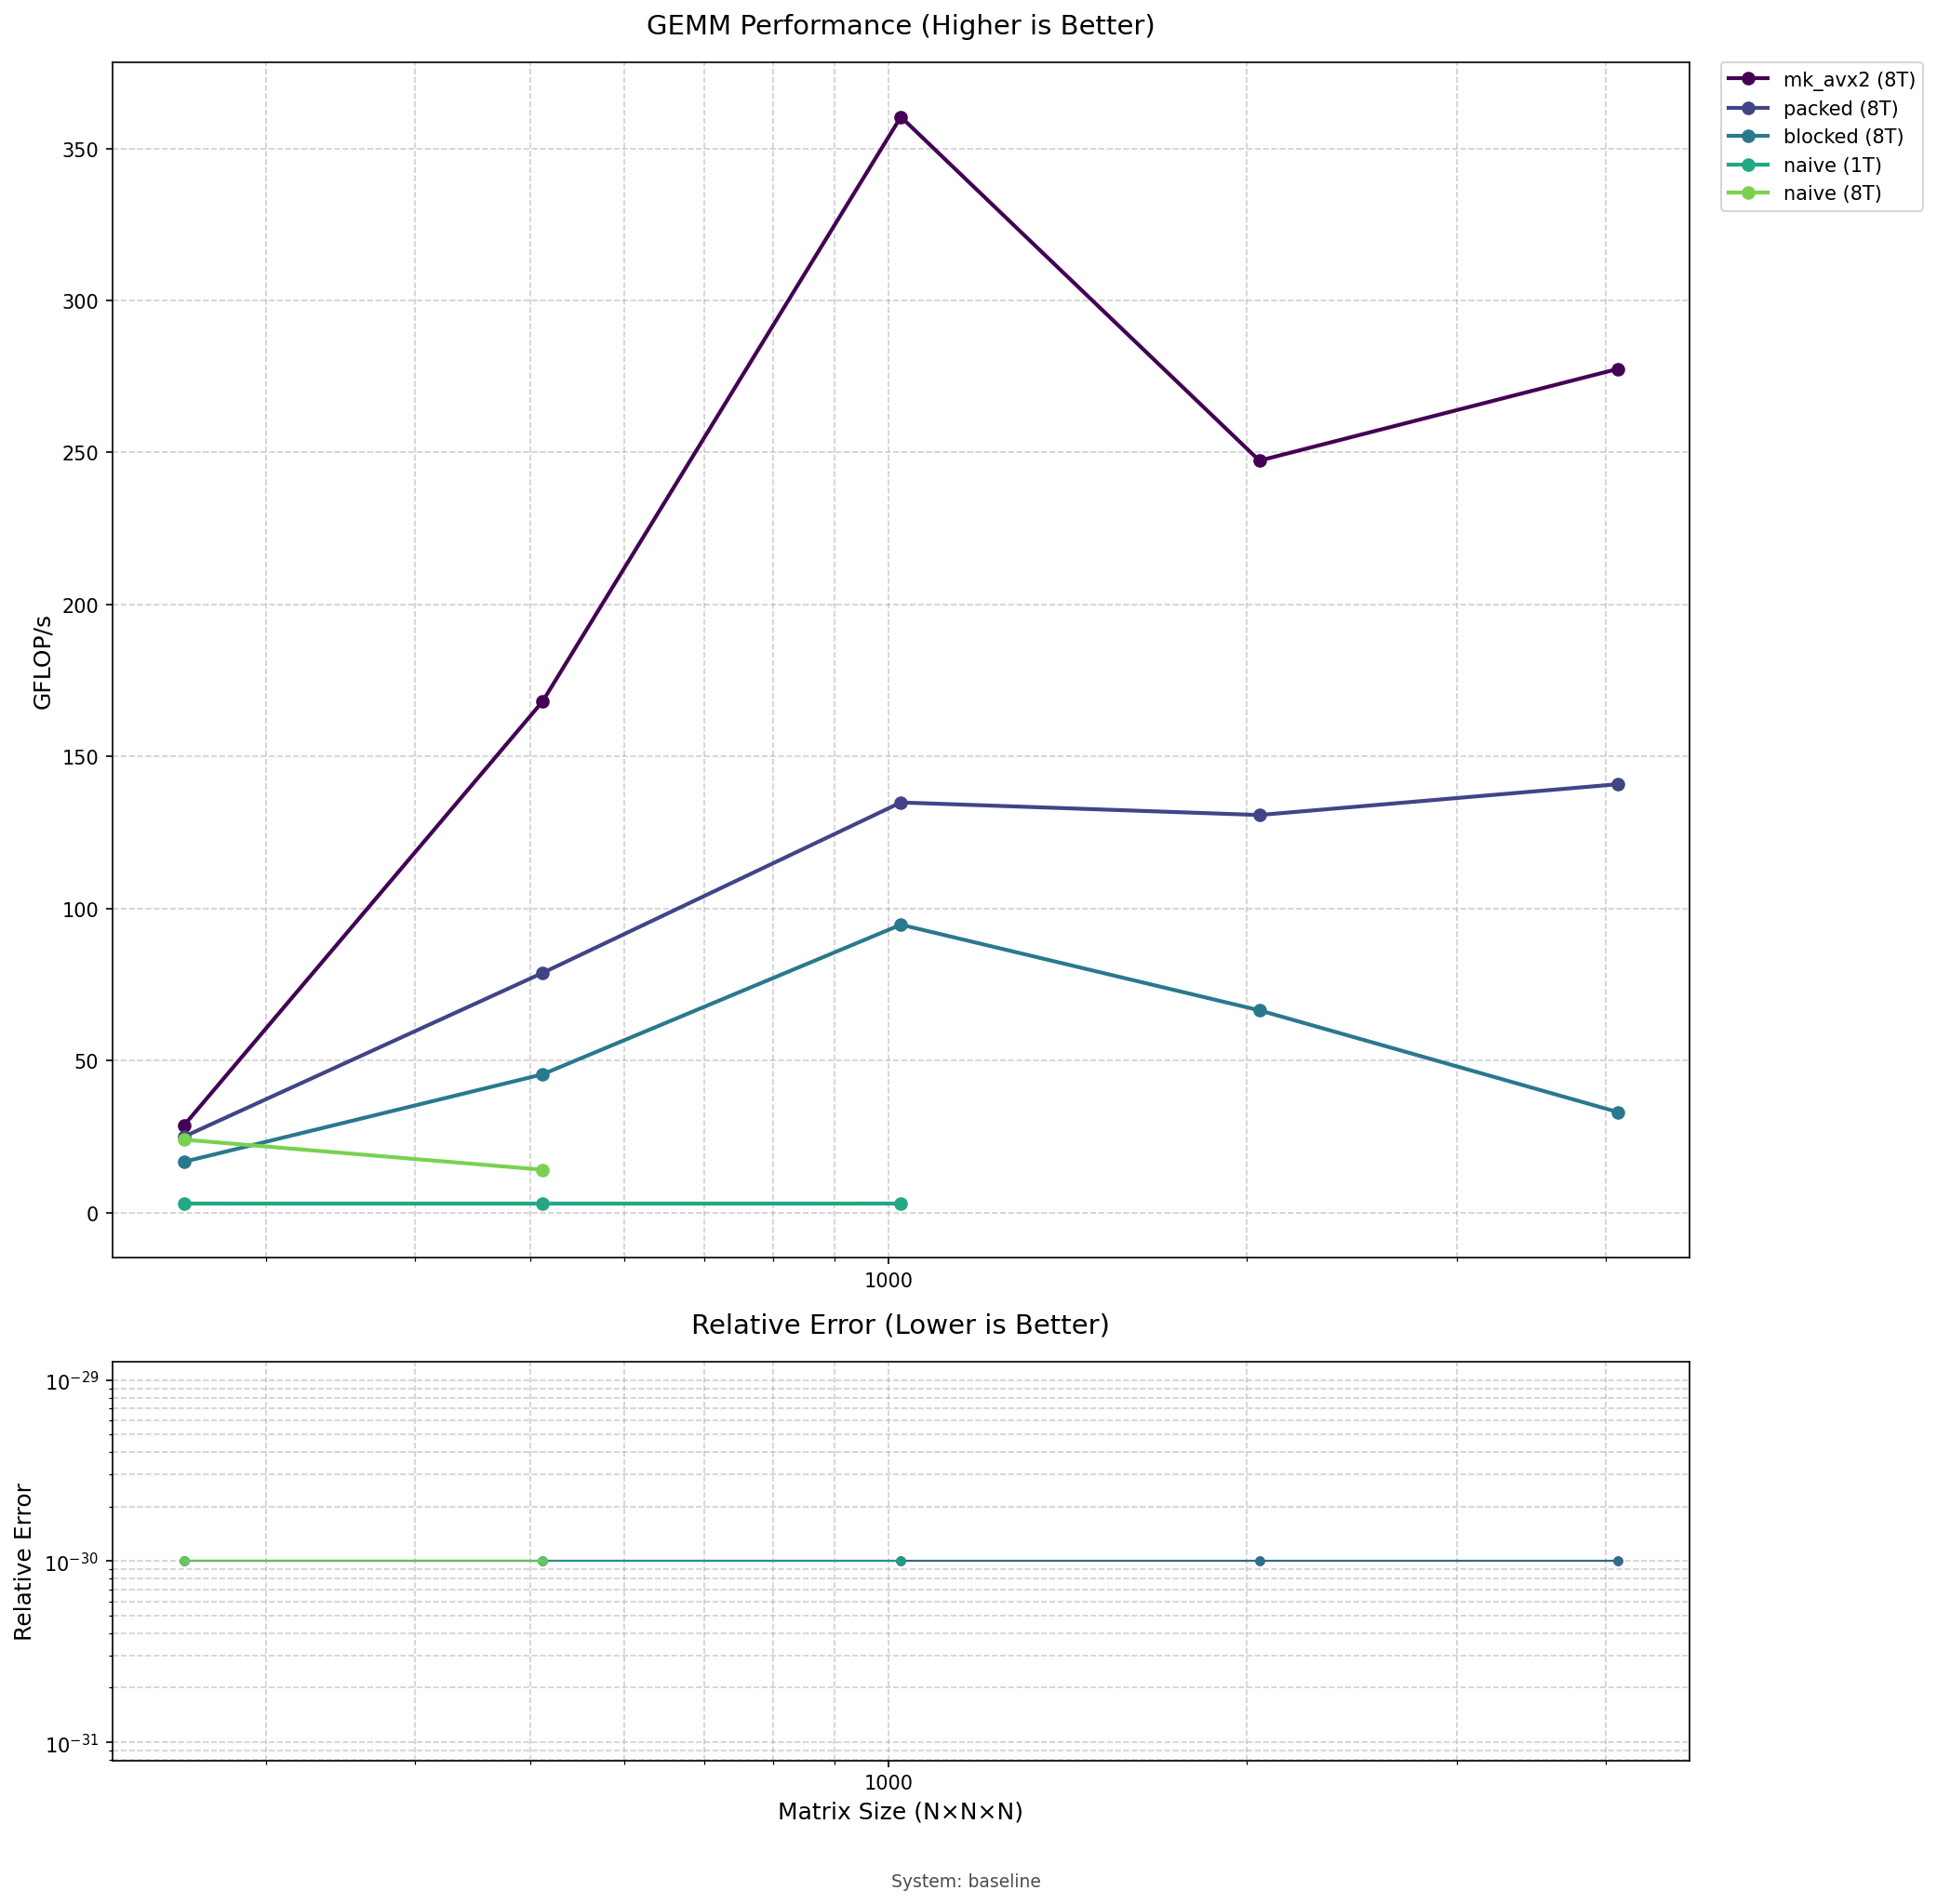 GEMM Performance (Higher is Better)
mk_avx2 (8T)
packed (8T)
blocked (8T)
naive (1T)
naive (8T)
GFLOP/s
350
300
250
200
150
100
50
0
1000
Relative Error (Lower is Better)
Relative Error
10⁻²⁹
10⁻³⁰
10⁻³¹
1000
Matrix Size (N×N×N)
System: baseline